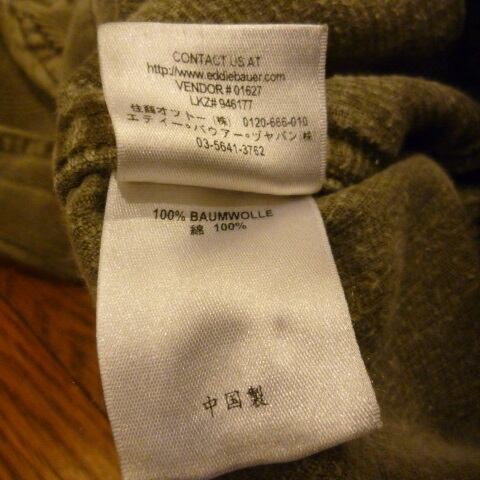 CONTACT US AT
http://www.eddiebauer.com
VENDOR # 01627
LKZ# 946177
住商オットー (株) 0120-666-010
エディー・バウアー・ジャパン(株)
03-5641-3762
100% BAUMWOLLE
綿 100%
中国製